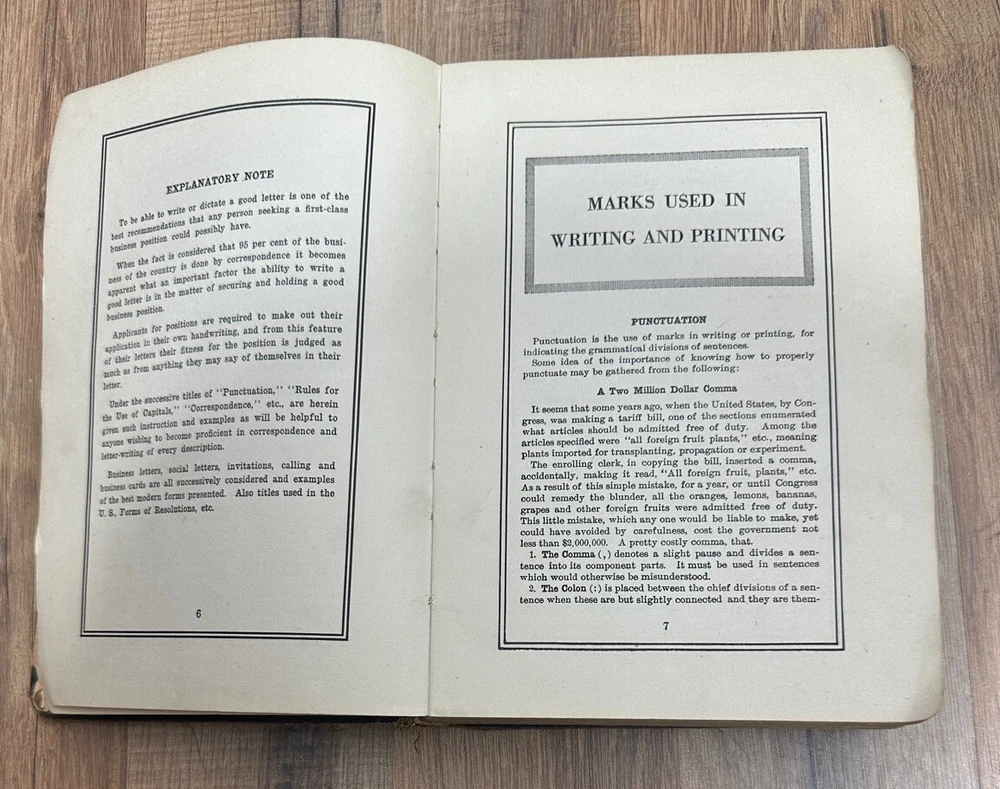 EXPLANATORY NOTE
To be able to write or dictate a good letter is one of the
best recommendations that any person seeking a first-class
business position could possibly have.
When the fact is considered that 95 per cent of the busi-
ness of the country is done by correspondence it becomes
apparent what an important factor the ability to write a
good letter is in the matter of securing and holding a good
business position.
Applicants for positions are required to make out their
application in their own handwriting, and from this feature
of their letters their fitness for the position is judged as
much as from anything they may say of themselves in their
letter.
Under the successive titles of "Punctuation," "Rules for
the Use of Capitals," "Correspondence," etc., are herein
given such instruction and examples as will be helpful to
anyone wishing to become proficient in correspondence and
letter-writing of every description.
Business letters, social letters, invitations, calling and
business cards are all successively considered and examples
of the best modern forms presented. Also titles used in the
U. S., Forms of Resolutions, etc.
6
MARKS USED IN
WRITING AND PRINTING
PUNCTUATION
Punctuation is the use of marks in writing or printing, for
indicating the grammatical divisions of sentences.
Some idea of the importance of knowing how to properly
punctuate may be gathered from the following:
A Two Million Dollar Comma
It seems that some years ago, when the United States, by Con-
gress, was making a tariff bill, one of the sections enumerated
what articles should be admitted free of duty. Among the
articles specified were "all foreign fruit plants," etc., meaning
plants imported for transplanting, propagation or experiment.
The enrolling clerk, in copying the bill, inserted a comma,
accidentally, making it read, "All foreign fruit, plants," etc.
As a result of this simple mistake, for a year, or until Congress
could remedy the blunder, all the oranges, lemons, bananas,
grapes and other foreign fruits were admitted free of duty.
This little mistake, which any one would be liable to make, yet
could have avoided by carefulness, cost the government not
less than $2,000,000. A pretty costly comma, that.
1. The Comma (,) denotes a slight pause and divides a sen-
tence into its component parts. It must be used in sentences
which would otherwise be misunderstood.
2. The Colon (:) is placed between the chief divisions of a sen-
tence when these are but slightly connected and they are them-
7